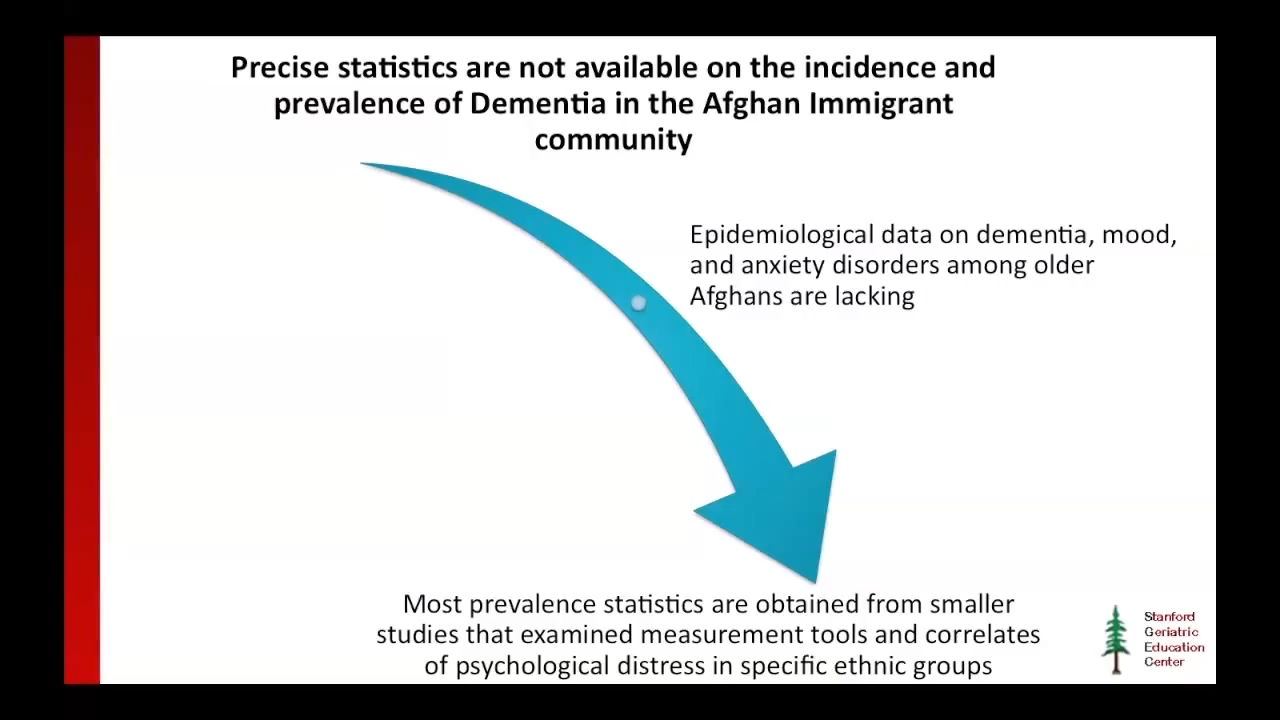 Precise statistics are not available on the incidence and
prevalence of Dementia in the Afghan Immigrant
community
Epidemiological data on dementia, mood,
and anxiety disorders among older
Afghans are lacking
Most prevalence statistics are obtained from smaller
studies that examined measurement tools and correlates
of psychological distress in specific ethnic groups
Stanford
Geriatric
Education
Center